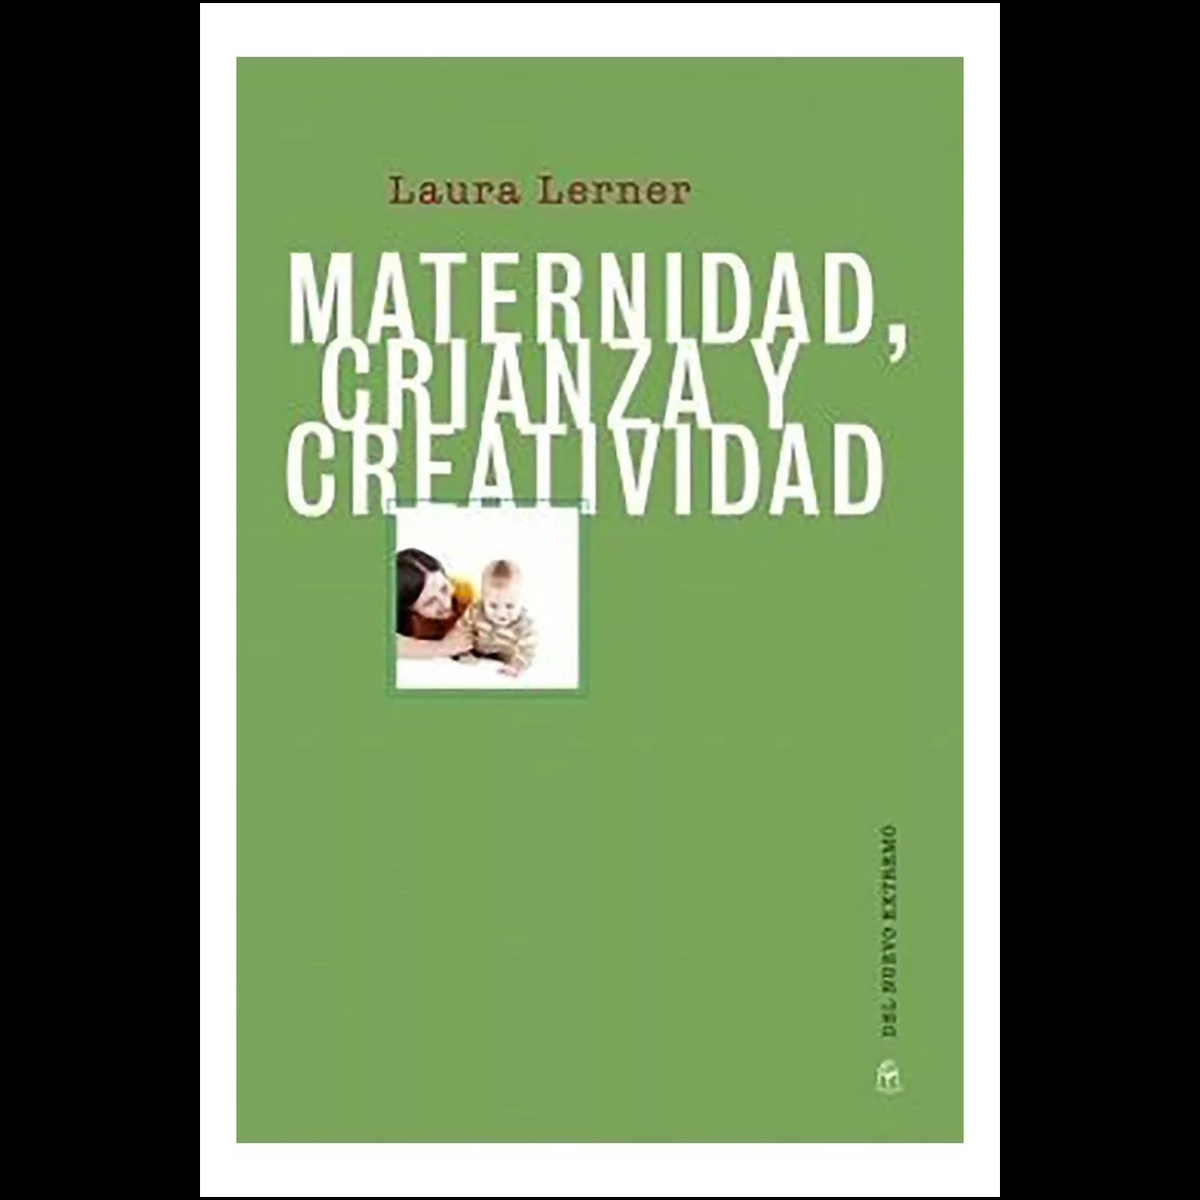 Laura Lerner
MATERNIDAD,
CRIANZA Y
CREATIVIDAD
DEL NUEVO EXTREMO